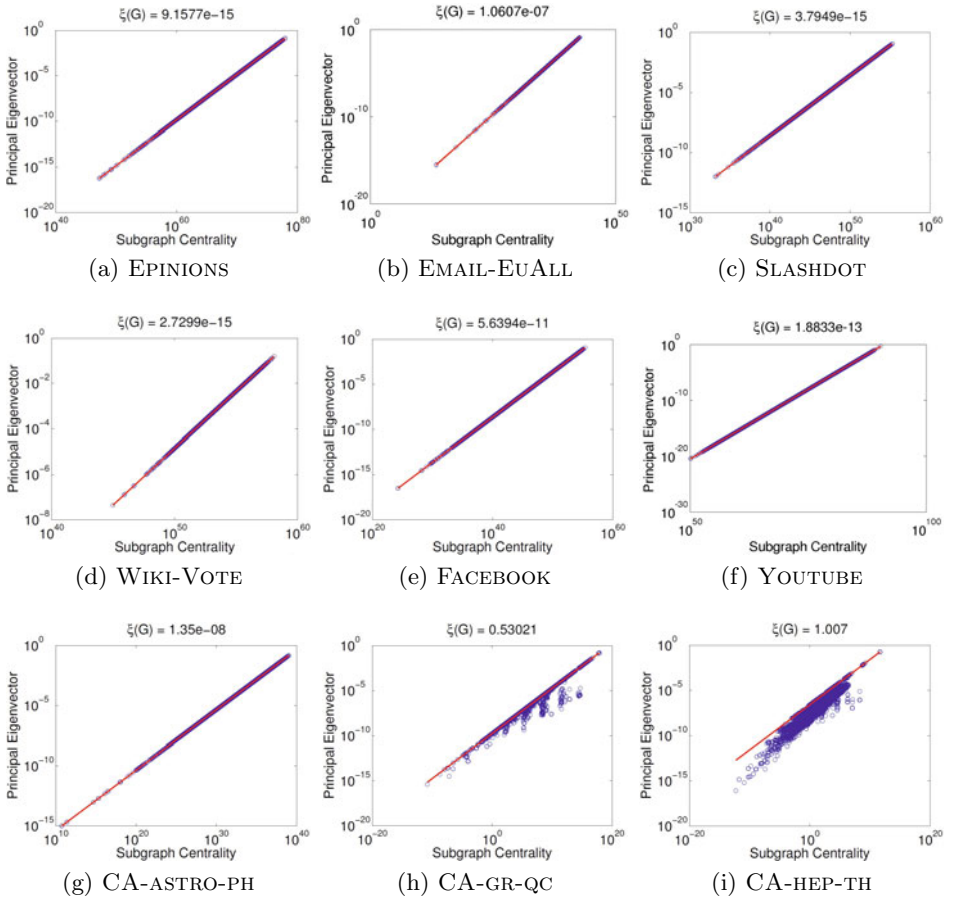 ξ(G) = 9.1577e−15
Principal Eigenvector
10^0
10^−5
10^−10
10^−15
10^−20
10^40
10^60
10^80
Subgraph Centrality
(a) EPINIONS
ξ(G) = 1.0607e-07
Principal Eigenvector
10^0
10^−10
10^−20
10^0
10^50
Subgraph Centrality
(b) EMAIL-EUALL
ξ(G) = 3.7949e−15
Principal Eigenvector
10^0
10^−5
10^−10
10^−15
10^30
10^40
10^50
10^60
Subgraph Centrality
(c) SLASHDOT
ξ(G) = 2.7299e−15
Principal Eigenvector
10^0
10^−2
10^−4
10^−6
10^−8
10^40
10^50
10^60
Subgraph Centrality
(d) WIKI-VOTE
ξ(G) = 5.6394e−11
Principal Eigenvector
10^0
10^−5
10^−10
10^−15
10^−20
10^20
10^40
10^60
Subgraph Centrality
(e) FACEBOOK
ξ(G) = 1.8833e-13
Principal Eigenvector
10^0
10^−10
10^−20
10^−30
10^50
10^100
Subgraph Centrality
(f) YOUTUBE
ξ(G) = 1.35e−08
Principal Eigenvector
10^0
10^−5
10^−10
10^−15
10^10
10^20
10^30
10^40
Subgraph Centrality
(g) CA-ASTRO-PH
ξ(G) = 0.53021
Principal Eigenvector
10^0
10^−5
10^−10
10^−15
10^−20
10^−20
10^0
10^20
Subgraph Centrality
(h) CA-GR-QC
ξ(G) = 1.007
Principal Eigenvector
10^0
10^−5
10^−10
10^−15
10^−20
10^−20
10^0
10^20
Subgraph Centrality
(i) CA-HEP-TH